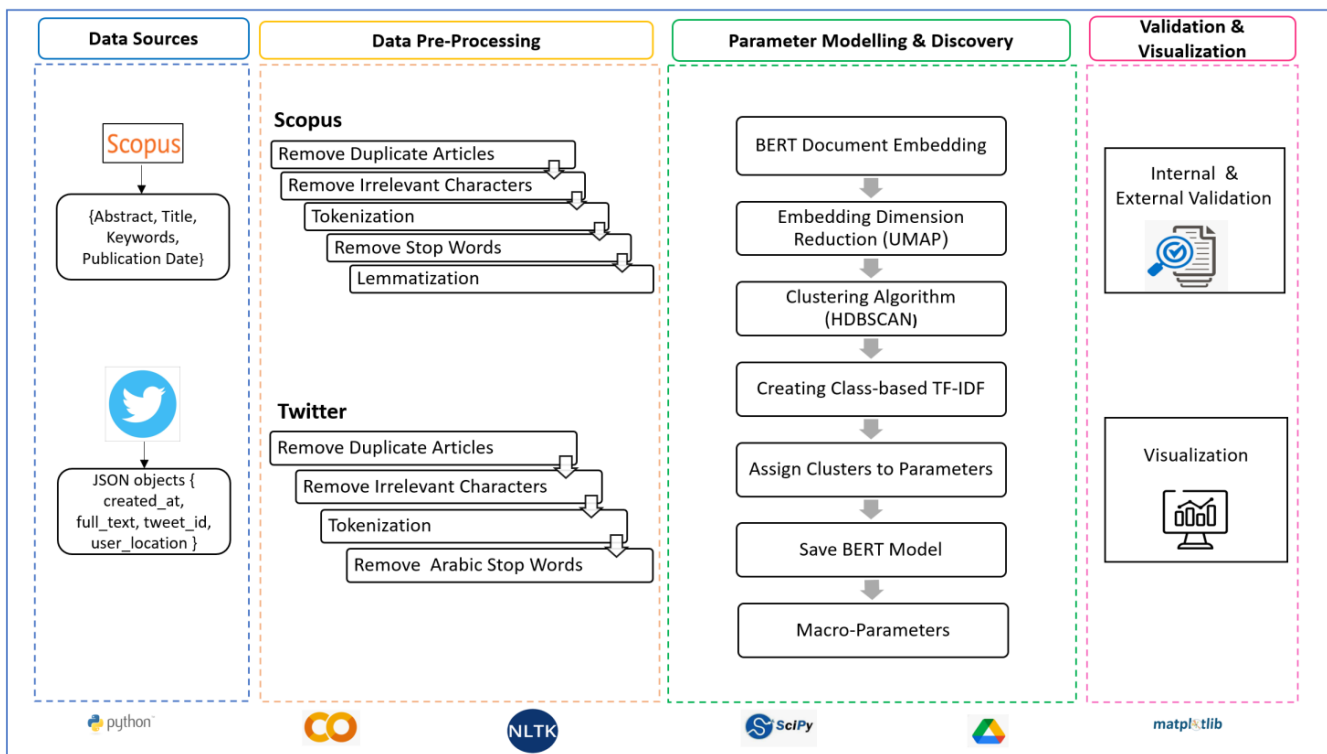 Data Sources
Data Pre-Processing
Parameter Modelling & Discovery
Validation &
Visualization
Scopus
{Abstract, Title,
Keywords,
Publication Date}
JSON objects {
created_at,
full_text, tweet_id,
user_location }
Scopus
Remove Duplicate Articles
Remove Irrelevant Characters
Tokenization
Remove Stop Words
Lemmatization
Twitter
Remove Duplicate Articles
Remove Irrelevant Characters
Tokenization
Remove Arabic Stop Words
BERT Document Embedding
Embedding Dimension
Reduction (UMAP)
Clustering Algorithm
(HDBSCAN)
Creating Class-based TF-IDF
Assign Clusters to Parameters
Save BERT Model
Macro-Parameters
Internal &
External Validation
Visualization
python
NLTK
SciPy
matplotlib